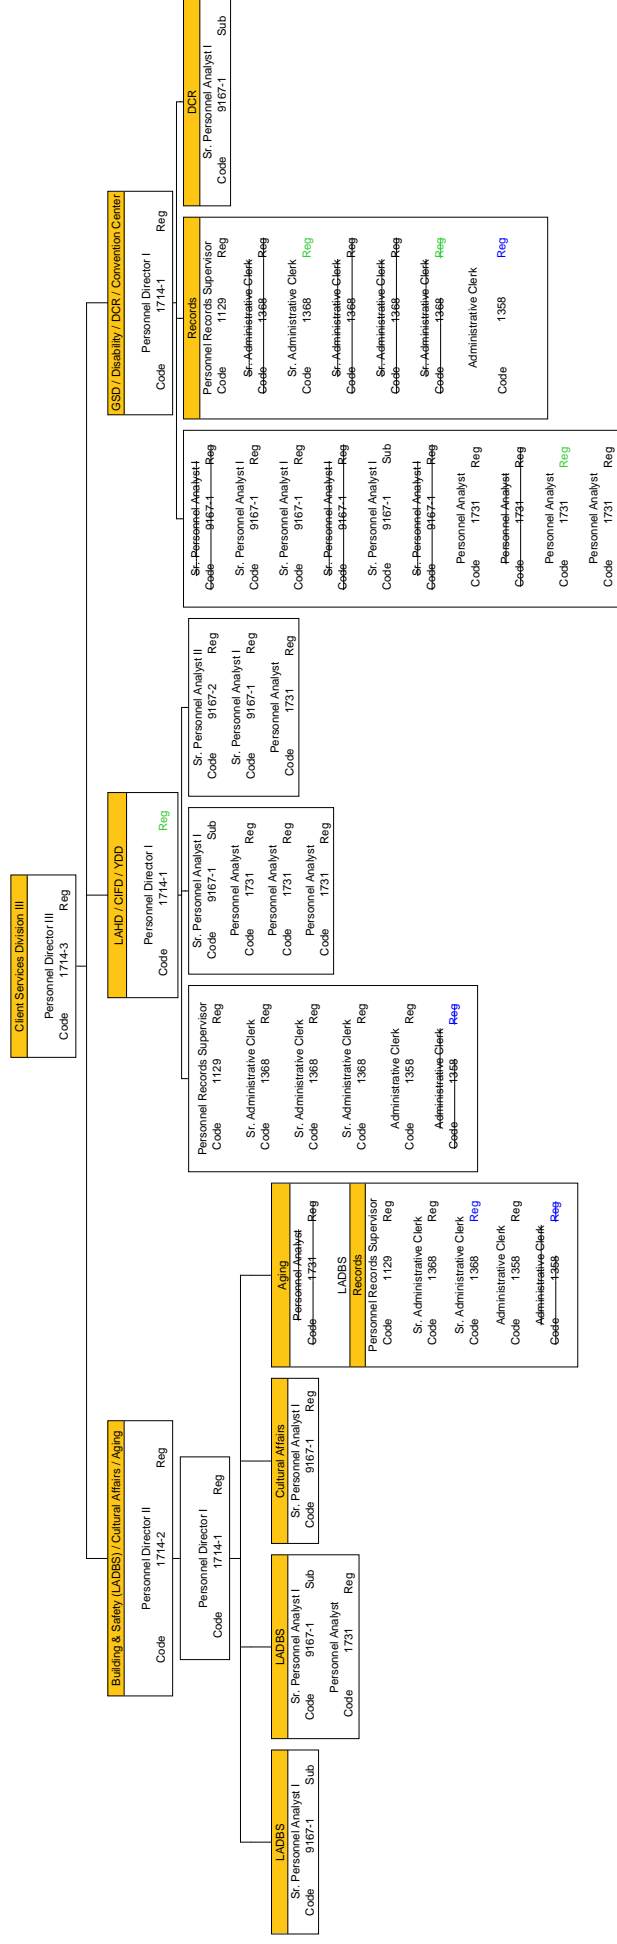 Client Services Division III
Personnel Director III
Code 1714-3 Reg
Building & Safety (LADBS) / Cultural Affairs / Aging
Personnel Director II
Code 1714-2 Reg
Personnel Director I
Code 1714-1 Reg
LADBS
Sr. Personnel Analyst I
Code 9167-1 Sub
LADBS
Sr. Personnel Analyst I
Code 9167-1 Sub
Personnel Analyst
Code 1731 Reg
Cultural Affairs
Sr. Personnel Analyst I
Code 9167-1 Reg
Aging
Personnel Analyst
Code 1731 Reg
LADBS
Records
Personnel Records Supervisor
Code 1129 Reg
Sr. Administrative Clerk
Code 1368 Reg
Sr. Administrative Clerk
Code 1368 Reg
Administrative Clerk
Code 1358 Reg
Administrative Clerk
Code 1358 Reg
LAHD / CIFD / YDD
Personnel Director I
Code 1714-1 Reg
Personnel Records Supervisor
Code 1129 Reg
Sr. Administrative Clerk
Code 1368 Reg
Sr. Administrative Clerk
Code 1368 Reg
Sr. Administrative Clerk
Code 1368 Reg
Administrative Clerk
Code 1358 Reg
Administrative Clerk
Code 1358 Reg
Sr. Personnel Analyst I
Code 9167-1 Sub
Personnel Analyst
Code 1731 Reg
Personnel Analyst
Code 1731 Reg
Personnel Analyst
Code 1731 Reg
Sr. Personnel Analyst II
Code 9167-2 Reg
Sr. Personnel Analyst I
Code 9167-1 Reg
Personnel Analyst
Code 1731 Reg
GSD / Disability / DCR / Convention Center
Personnel Director I
Code 1714-1 Reg
Sr. Personnel Analyst I
Code 9167-1 Reg
Sr. Personnel Analyst I
Code 9167-1 Reg
Sr. Personnel Analyst I
Code 9167-1 Reg
Sr. Personnel Analyst I
Code 9167-1 Reg
Sr. Personnel Analyst I
Code 9167-1 Sub
Sr. Personnel Analyst I
Code 9167-1 Reg
Personnel Analyst
Code 1731 Reg
Personnel Analyst
Code 1731 Reg
Personnel Analyst
Code 1731 Reg
Personnel Analyst
Code 1731 Reg
Records
Personnel Records Supervisor
Code 1129 Reg
Sr. Administrative Clerk
Code 1368 Reg
Sr. Administrative Clerk
Code 1368 Reg
Sr. Administrative Clerk
Code 1368 Reg
Sr. Administrative Clerk
Code 1368 Reg
Sr. Administrative Clerk
Code 1368 Reg
Administrative Clerk
Code 1358 Reg
DCR
Sr. Personnel Analyst I
Code 9167-1 Sub